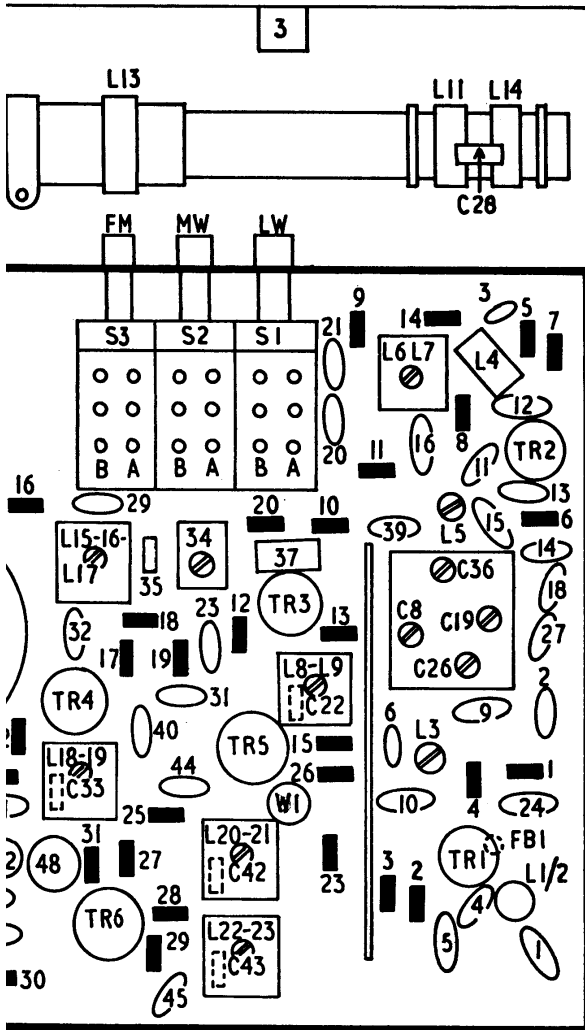 3
L13
L11 L14
C28
FM MW LW
9
14
3
5
7
S3 S2 S1
21
L6 L7
L4
12
B A B A B A
20
16
8
11
11
TR2
13
16
29
20
10
39
L5
15
6
14
L15-16-
L17
35
34
37
C36
18
TR3
C8
C19
27
32
18
23
12
13
17
19
C26
L8-L9
C22
2
TR4
31
9
40
TR5
15
6
L3
L18-19
C33
44
26
W1
1
10
4
24
25
L20-21
C42
FB1
31
48
27
23
TR1
L1/2
3
2
28
4
TR6
L22-23
C43
29
5
1
30
45